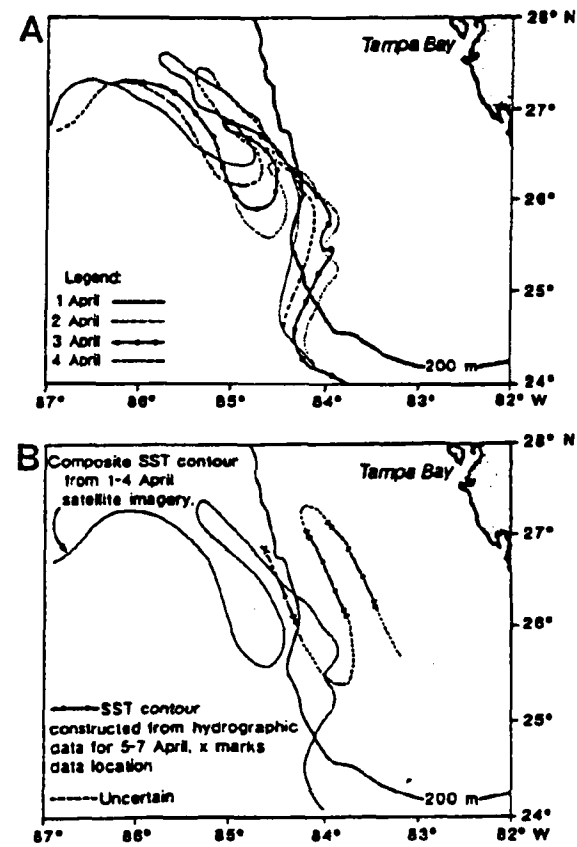 A
28° N
Tampa Bay
27°
26°
25°
24°
Legend:
1 April
2 April
3 April
4 April
200 m
87° 86° 85° 84° 83° 82° W
B
28° N
Composite SST contour
from 1-4 April
satellite imagery.
Tampa Bay
27°
26°
25°
24°
SST contour
constructed from hydrographic
data for 5-7 April, x marks
data location
Uncertain
200 m
87° 86° 85° 84° 83° 82°